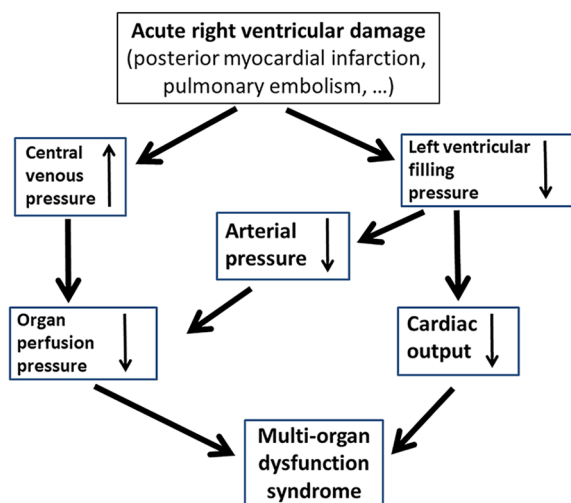 Acute right ventricular damage
(posterior myocardial infarction,
pulmonary embolism, ...)
Central
venous
pressure
Left ventricular
filling
pressure
Arterial
pressure
Organ
perfusion
pressure
Cardiac
output
Multi-organ
dysfunction
syndrome